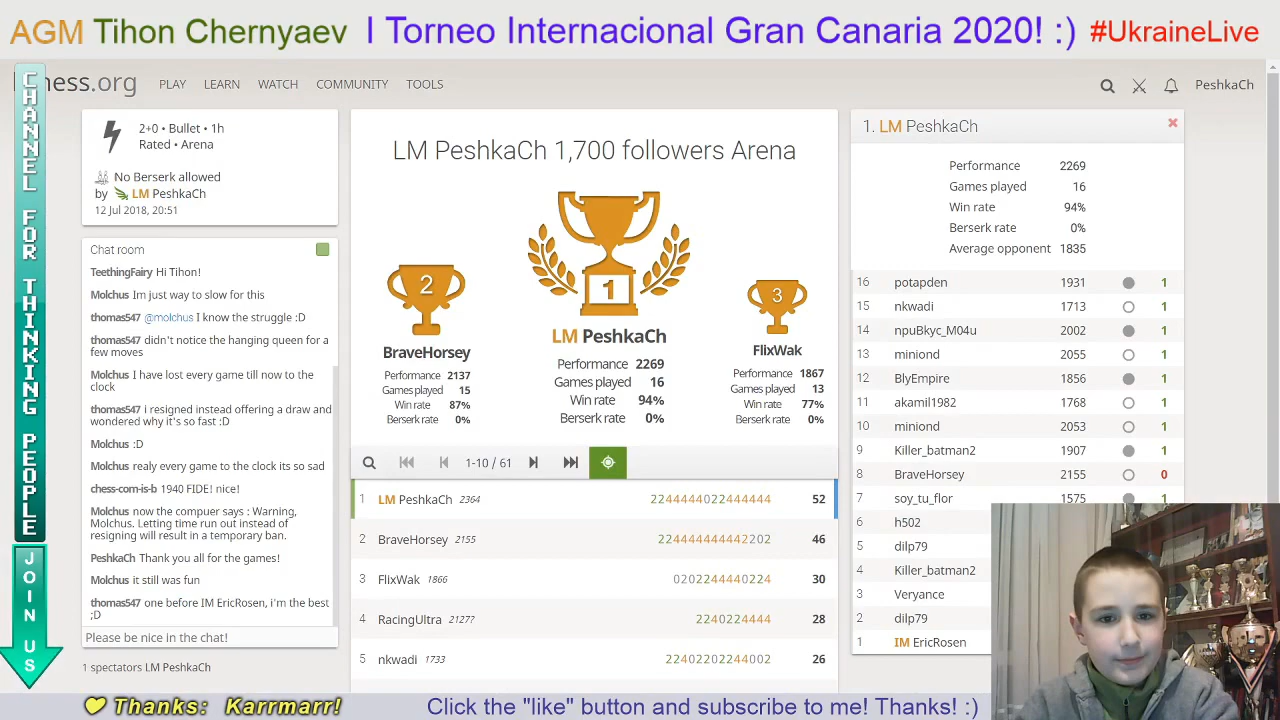 AGM Tihon Chernyaev I Torneo Internacional Gran Canaria 2020! :) #UkraineLive
hess.org PLAY LEARN WATCH COMMUNITY TOOLS PeshkaCh
CHANNEL FOR THINKING PEOPLE
JOIN US
2+0 • Bullet • 1h
Rated • Arena
No Berserk allowed
by LM PeshkaCh
12 Jul 2018, 20:51
Chat room
TeethingFairy Hi Tihon!
Molchus Im just way to slow for this
thomas547 @molchus I know the struggle :D
thomas547 didn't notice the hanging queen for a
few moves
Molchus I have lost every game till now to the
clock
thomas547 i resigned instead offering a draw and
wondered why it's so fast :D
Molchus :D
Molchus realy every game to the clock its so sad
chess-com-is-b 1940 FIDE! nice!
Molchus now the compuer says : Warning,
Molchus. Letting time run out instead of
resigning will result in a temporary ban.
PeshkaCh Thank you all for the games!
Molchus it still was fun
thomas547 one before IM EricRosen, i'm the best
;D
Please be nice in the chat!
1 spectators LM PeshkaCh
LM PeshkaCh 1,700 followers Arena
2
BraveHorsey
Performance 2137
Games played 15
Win rate 87%
Berserk rate 0%
1
LM PeshkaCh
Performance 2269
Games played 16
Win rate 94%
Berserk rate 0%
3
FlixWak
Performance 1867
Games played 13
Win rate 77%
Berserk rate 0%
1-10 / 61
1 LM PeshkaCh 2364 2244444022444444 52
2 BraveHorsey 2155 224444444442202 46
3 FlixWak 1866 0202244440224 30
4 RacingUltra 2127? 2240224444 28
5 nkwadi 1733 22402202244002 26
1. LM PeshkaCh
Performance 2269
Games played 16
Win rate 94%
Berserk rate 0%
Average opponent 1835
16 potapden 1931 1
15 nkwadi 1713 1
14 npuBkyc_M04u 2002 1
13 miniond 2055 1
12 BlyEmpire 1856 1
11 akamil1982 1768 1
10 miniond 2053 1
9 Killer_batman2 1907 1
8 BraveHorsey 2155 0
7 soy_tu_flor 1575 1
6 h502
5 dilp79
4 Killer_batman2
3 Veryance
2 dilp79
1 IM EricRosen
Thanks: Karrmarr!
Click the "like" button and subscribe to me! Thanks! :)